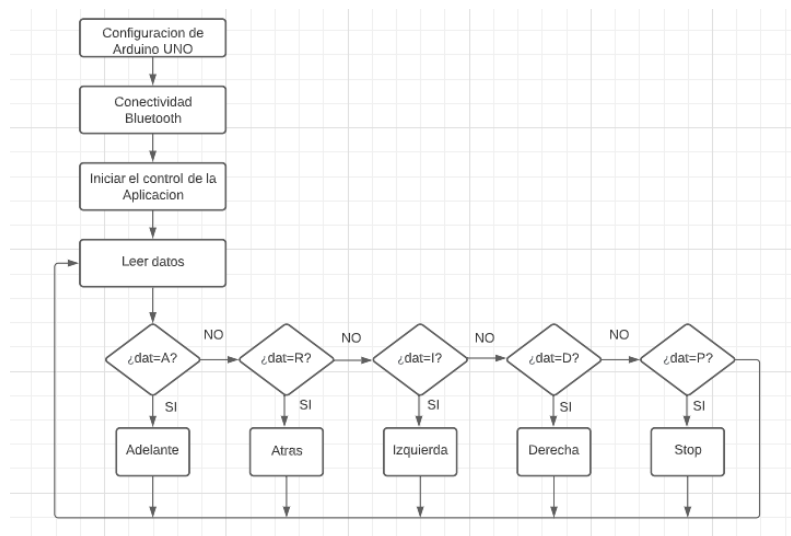 Configuracion de
Arduino UNO
Conectividad
Bluetooth
Iniciar el control de la
Aplicacion
Leer datos
NO
NO
NO
NO
¿dat=A?
¿dat=R?
¿dat=I?
¿dat=D?
¿dat=P?
SI
SI
SI
SI
SI
Adelante
Atras
Izquierda
Derecha
Stop